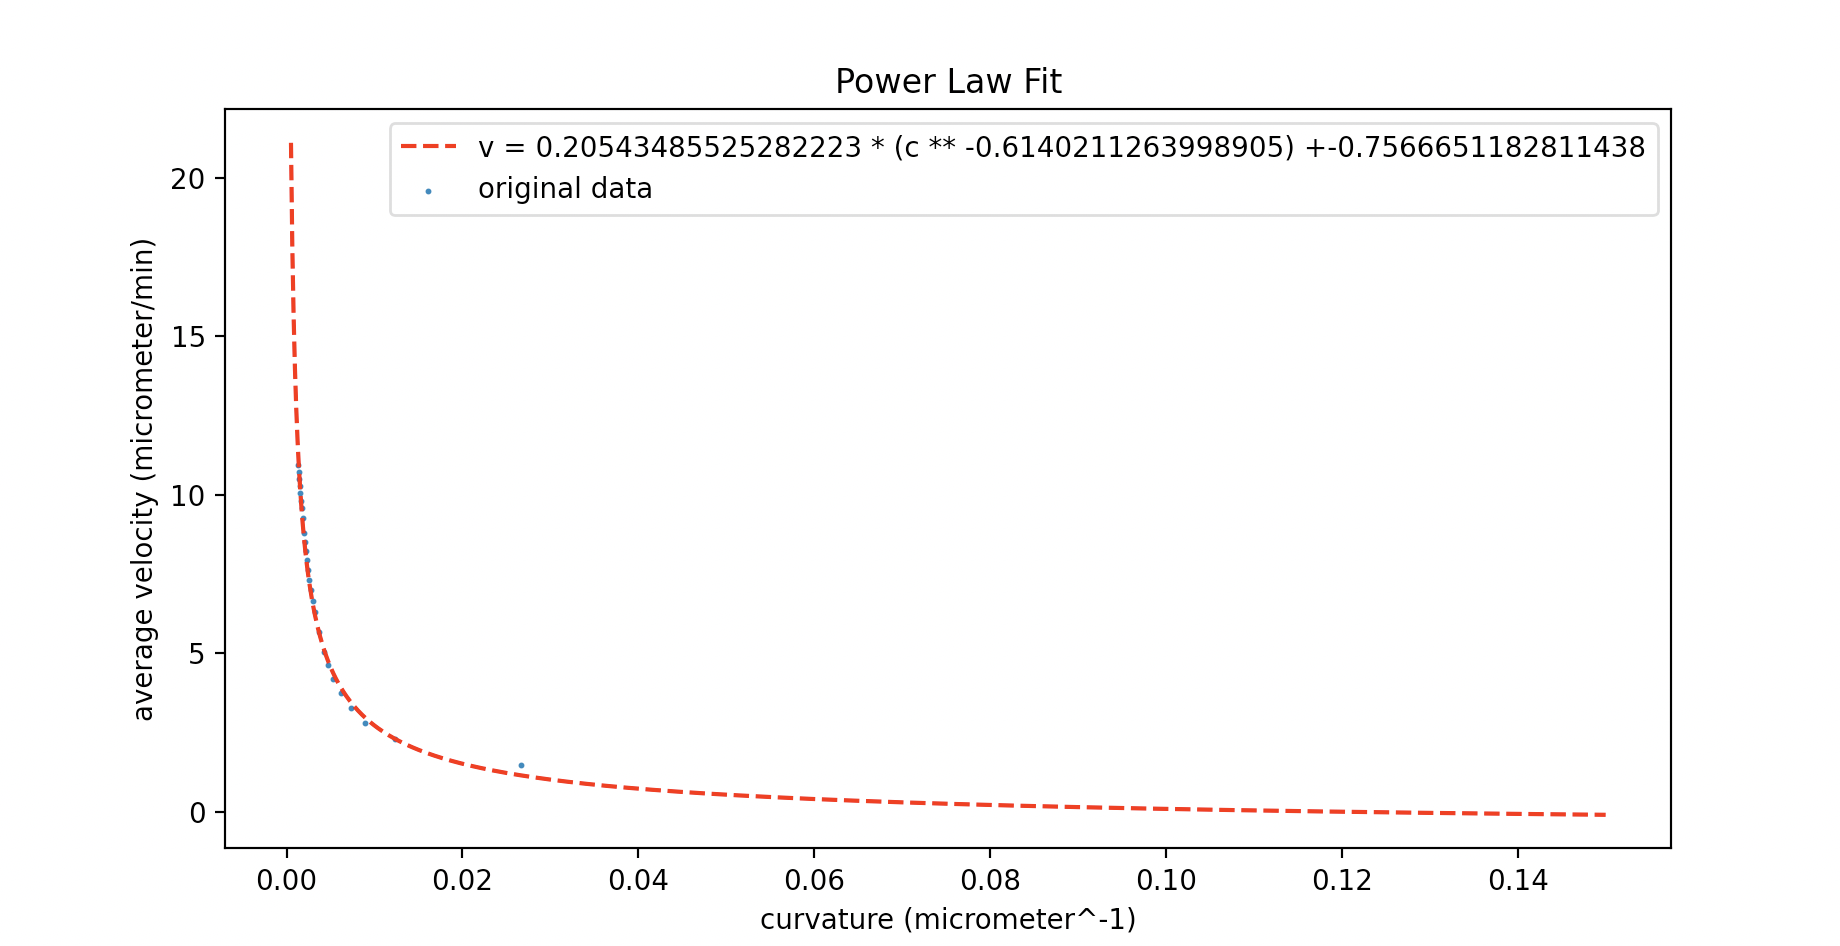 Power Law Fit
v = 0.20543485525282223 * (c ** -0.6140211263998905) +-0.7566651182811438
original data
average velocity (micrometer/min)
20
15
10
5
0
0.00 0.02 0.04 0.06 0.08 0.10 0.12 0.14
curvature (micrometer^-1)